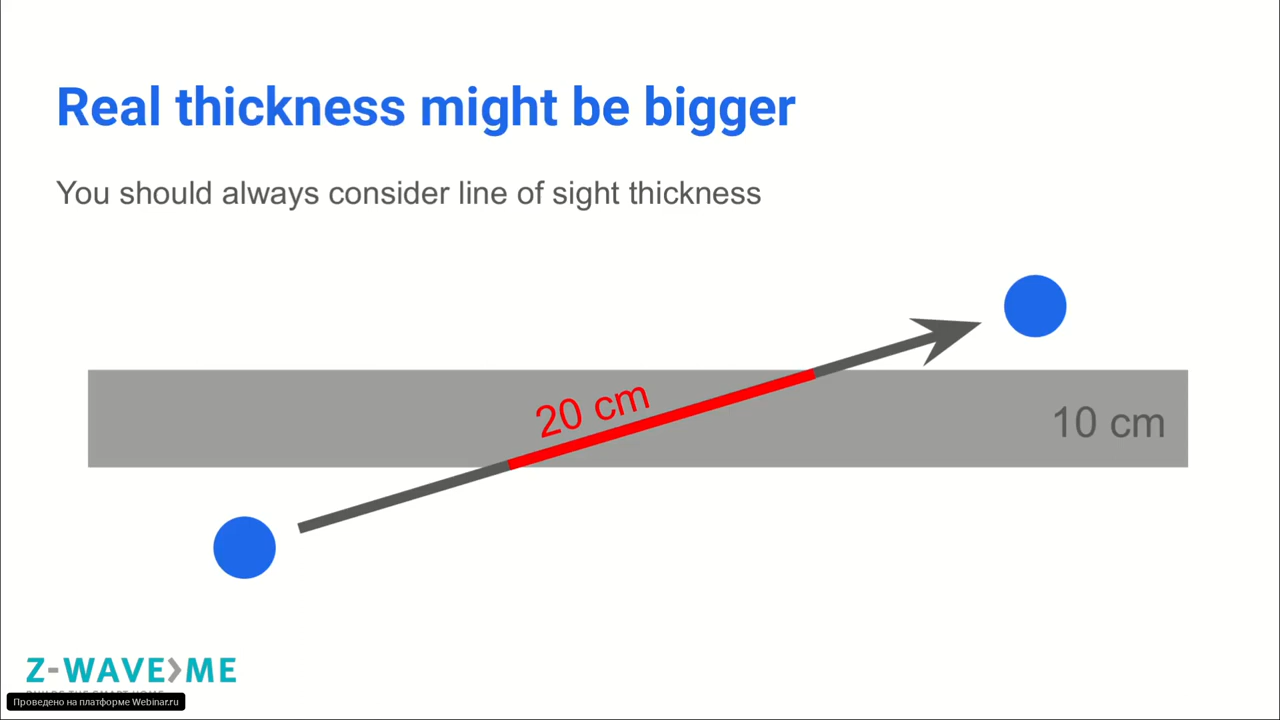 Real thickness might be bigger
You should always consider line of sight thickness
20 cm
10 cm
Z-WAVE>ME
Проведено на платформе Webinar.ru